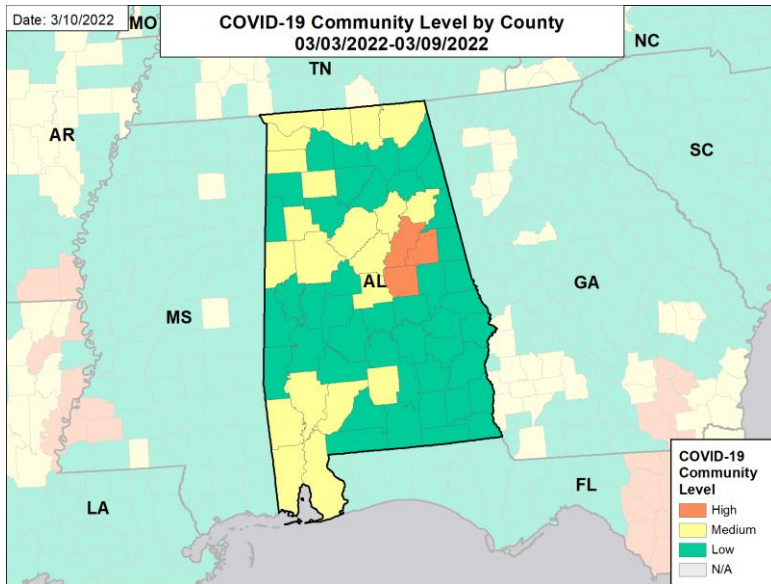 Date: 3/10/2022
COVID-19 Community Level by County
03/03/2022-03/09/2022
MO
NC
TN
AR
SC
AL
GA
MS
LA
FL
COVID-19
Community
Level
High
Medium
Low
N/A